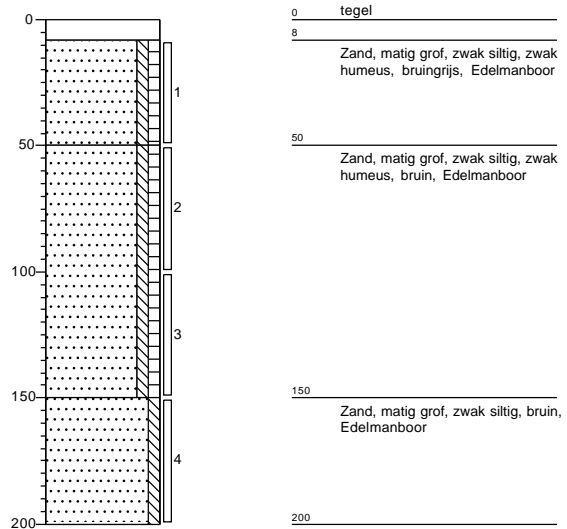 0
50
100
150
200
1
2
3
4
0 tegel
8
Zand, matig grof, zwak siltig, zwak
humeus, bruingrijs, Edelmanboor
50
Zand, matig grof, zwak siltig, zwak
humeus, bruin, Edelmanboor
150
Zand, matig grof, zwak siltig, bruin,
Edelmanboor
200